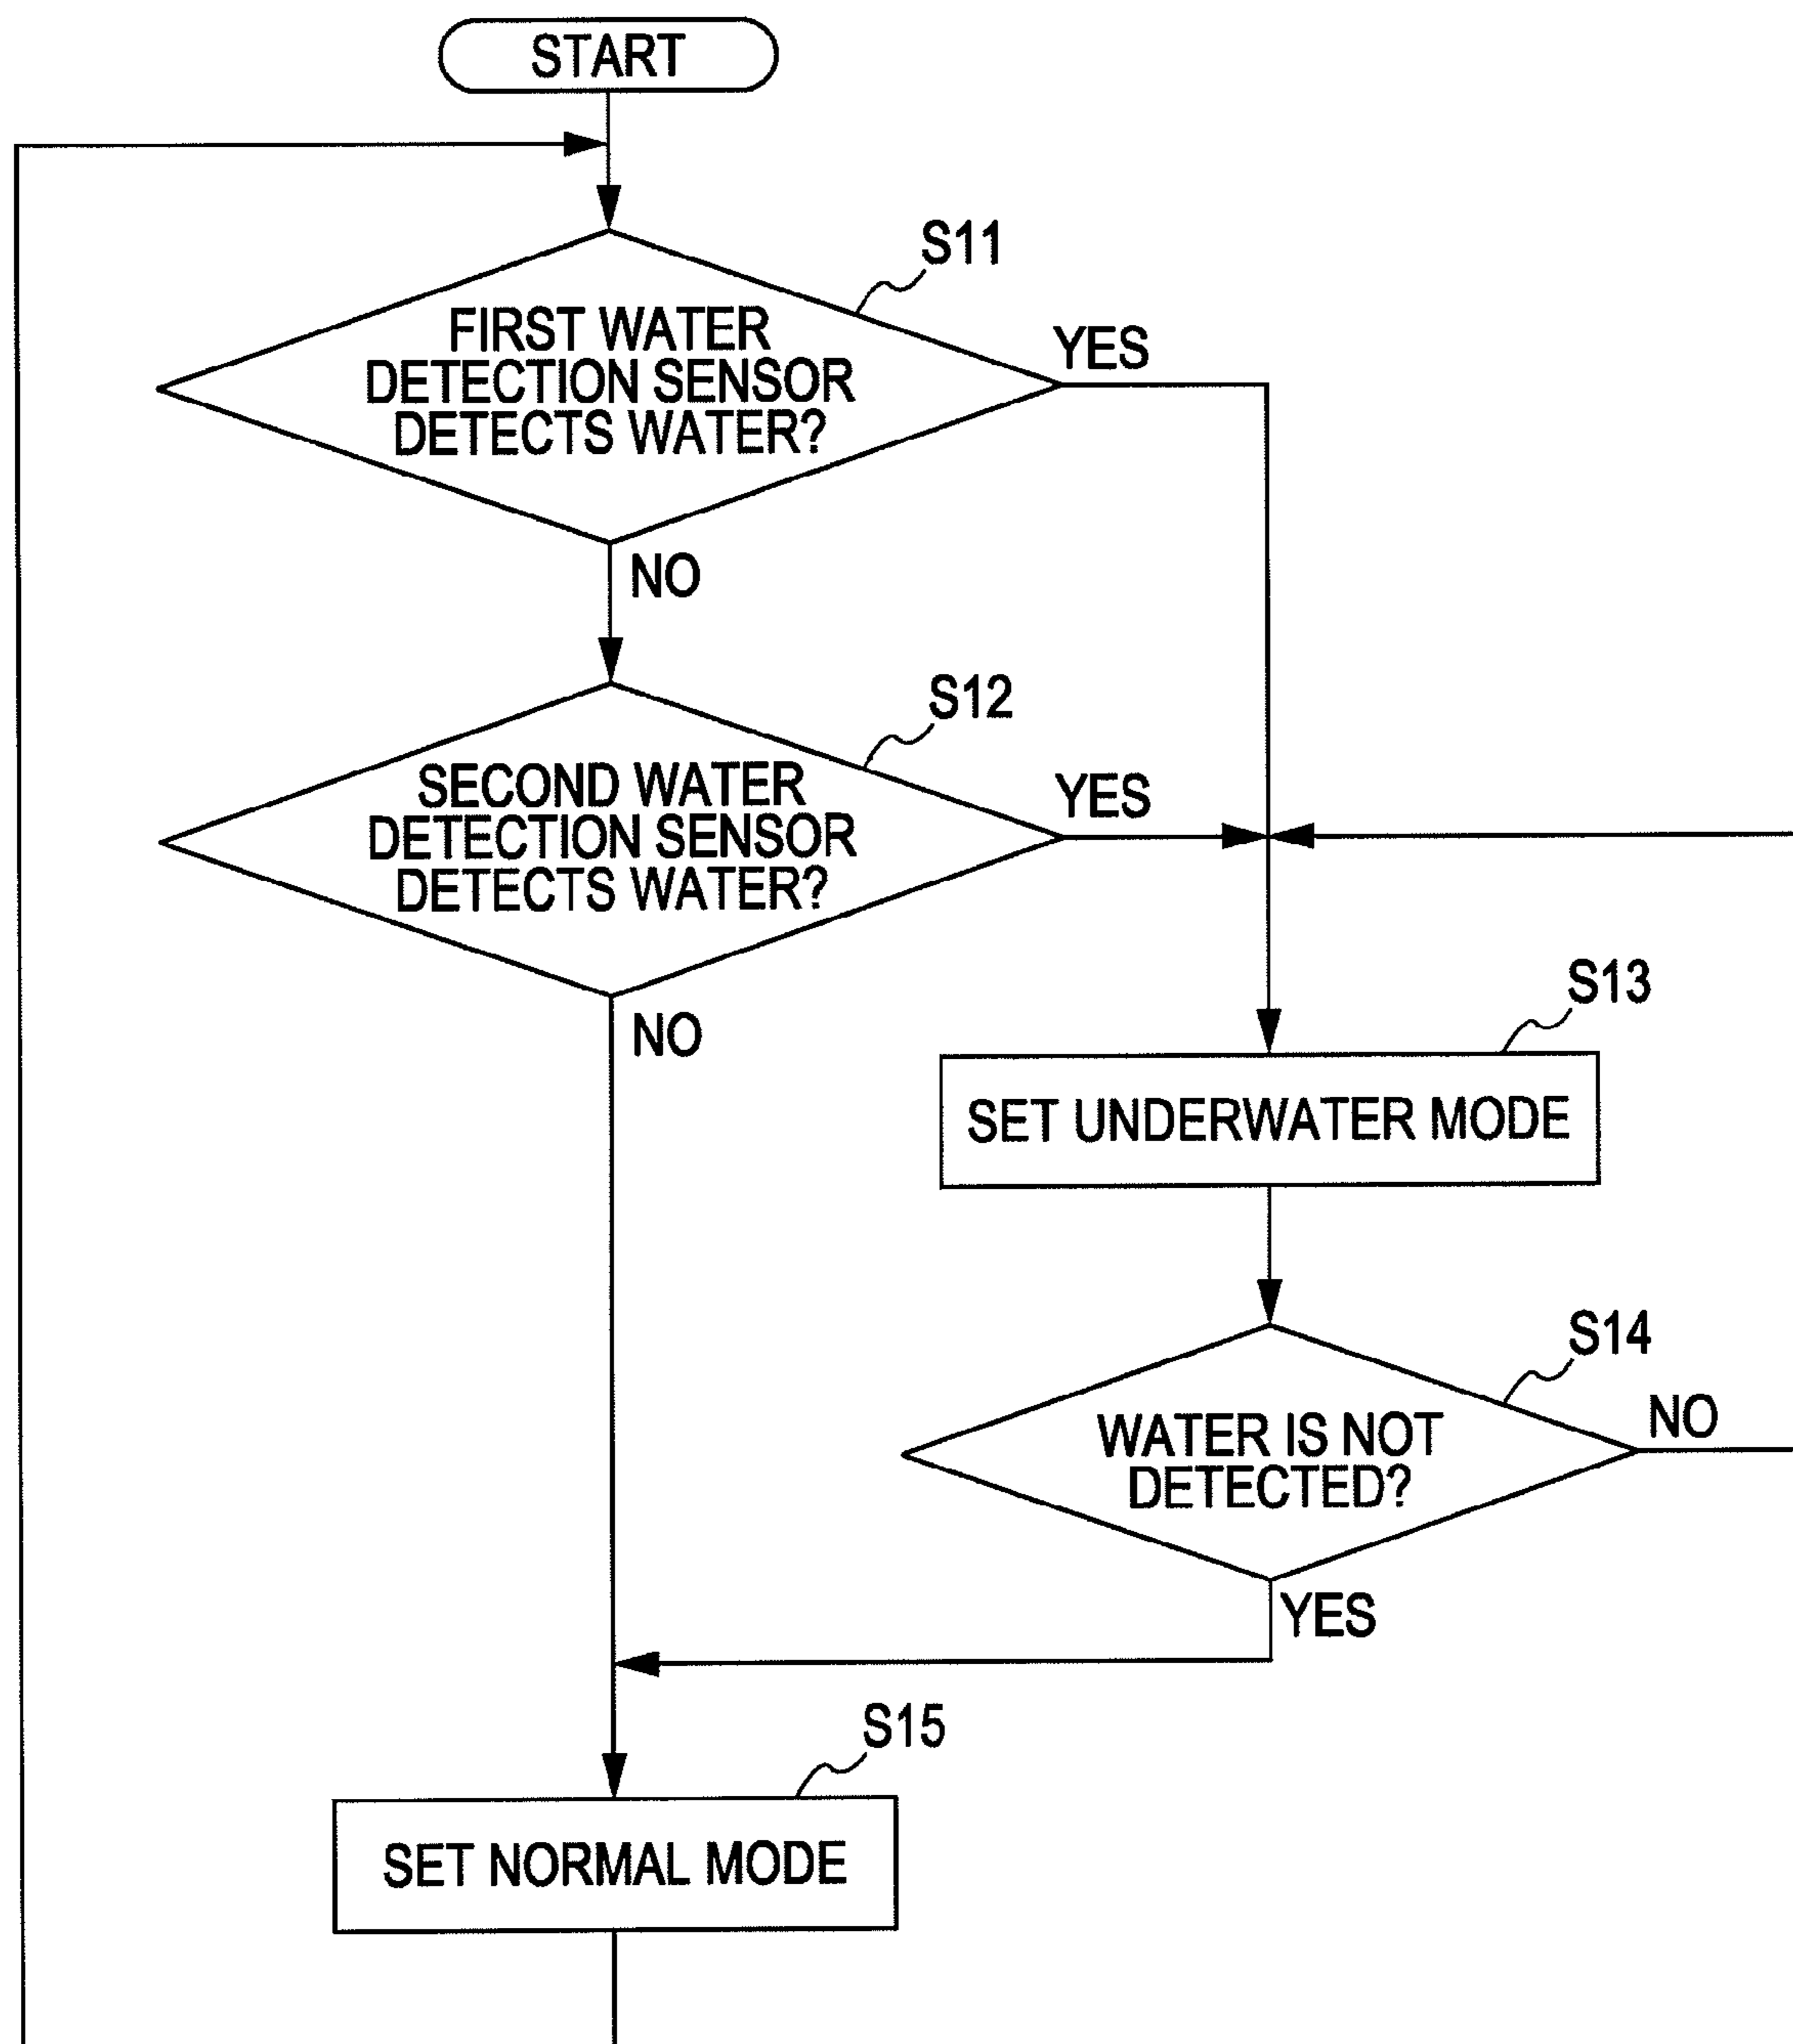 START
S11
FIRST WATER
DETECTION SENSOR
DETECTS WATER?
YES
NO
S12
SECOND WATER
DETECTION SENSOR
DETECTS WATER?
YES
NO
S13
SET UNDERWATER MODE
S14
WATER IS NOT
DETECTED?
NO
YES
S15
SET NORMAL MODE